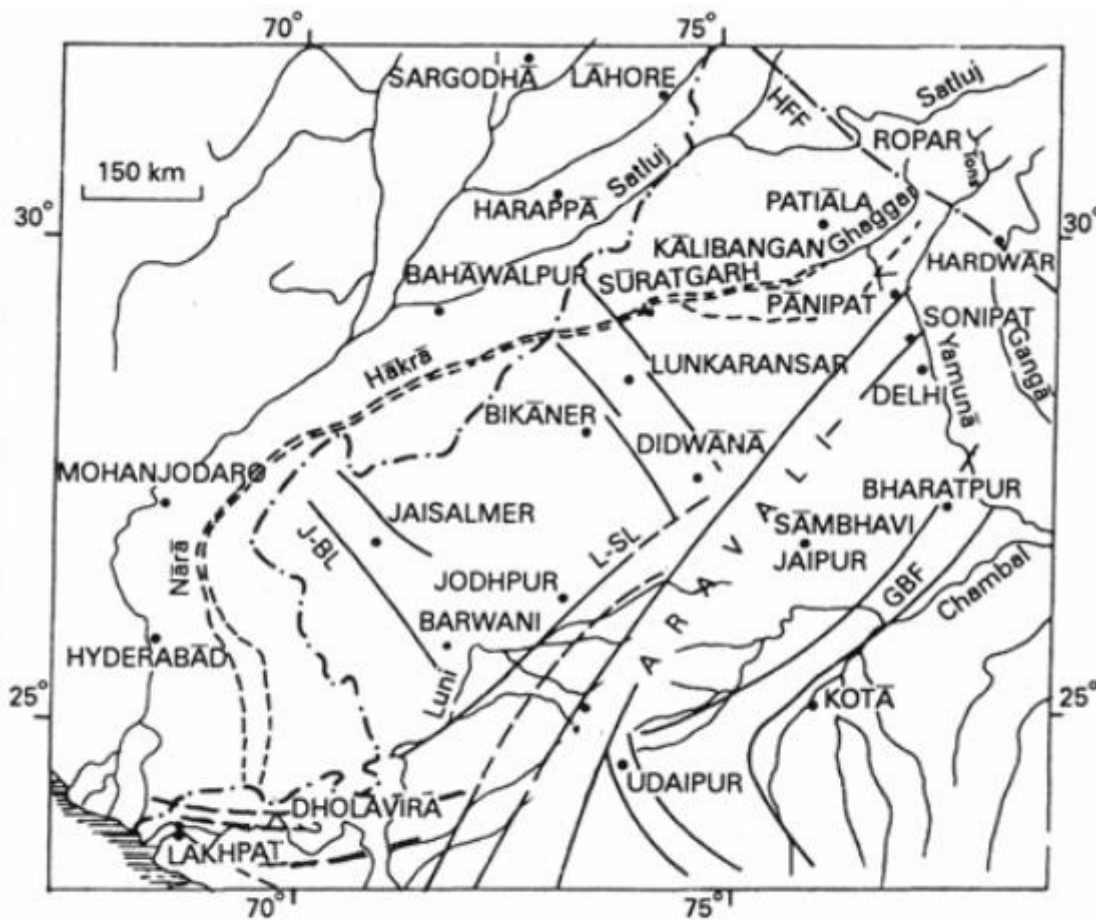 70°
75°
SARGODHĀ
LĀHORE
HFF
Satluj
ROPAR
Tons
150 km
Satluj
30°
30°
HARAPPĀ
PATIĀLA
Ghaggar
KĀLIBANGAN
HARDWĀR
BAHĀWALPUR
SŪRATGARH
PĀNIPAT
SONIPAT
Yamunā
Gangā
Hākrā
LUNKARANSAR
DELHI
BIKĀNER
DIDWĀNĀ
MOHANJODARO
BHARATPUR
JAISALMER
SĀMBHAVI
JAIPUR
J-BL
L-SL
ARAVALI
Nārā
JODHPUR
GBF
Chambal
BARWANI
HYDERABĀD
Luni
25°
25°
KOTĀ
UDAIPUR
DHOLAVIRA
LAKHPAT
70°
75°